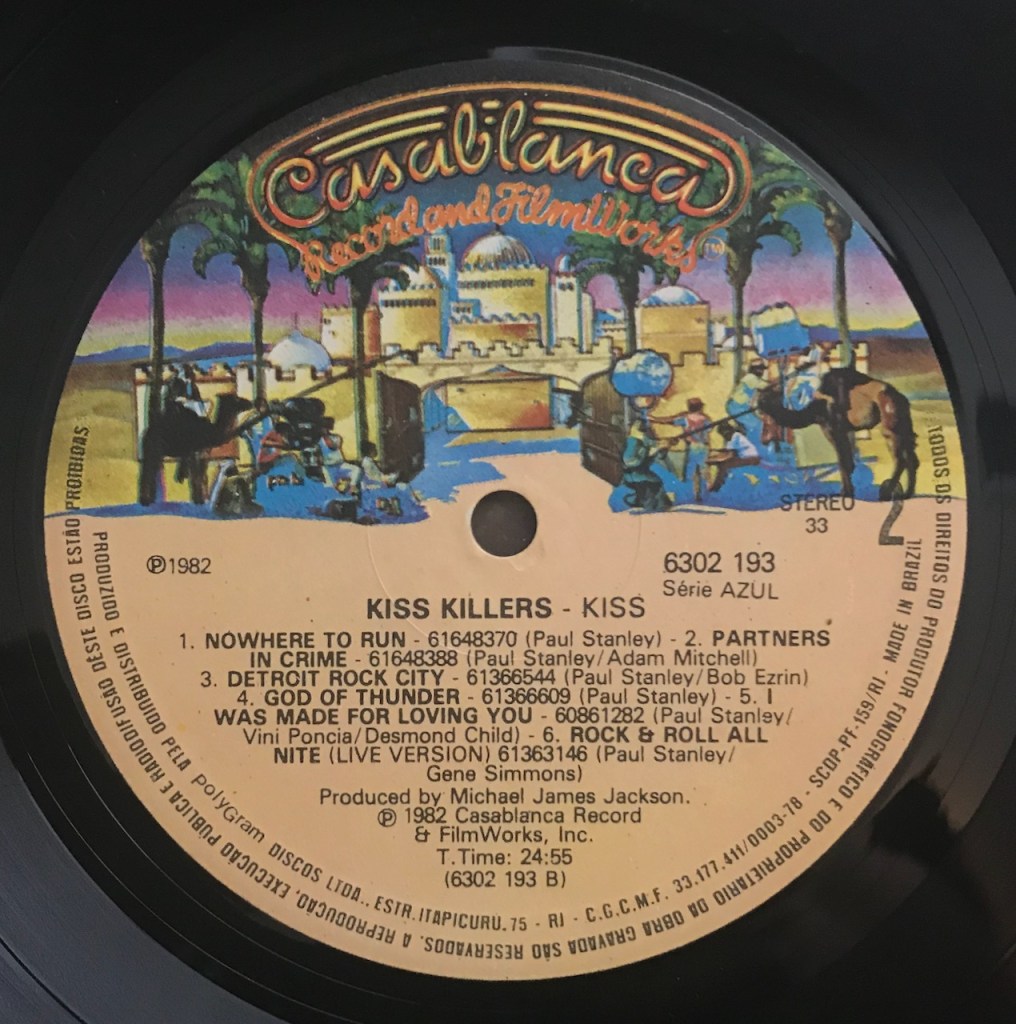 Casablanca
Record and FilmWorks TM
STEREO
33
2
℗ 1982
6302 193
Série AZUL
KISS KILLERS - KISS
1. NOWHERE TO RUN - 61648370 (Paul Stanley) - 2. PARTNERS
IN CRIME - 61648388 (Paul Stanley/Adam Mitchell)
3. DETROIT ROCK CITY - 61366544 (Paul Stanley/Bob Ezrin)
4. GOD OF THUNDER - 61366609 (Paul Stanley) - 5. I
WAS MADE FOR LOVING YOU - 60861282 (Paul Stanley/
Vini Poncia/Desmond Child) - 6. ROCK & ROLL ALL
NITE (LIVE VERSION) 61363146 (Paul Stanley/
Gene Simmons)
Produced by Michael James Jackson.
℗ 1982 Casablanca Record
& FilmWorks, Inc.
T.Time: 24:55
(6302 193 B)
PRODUZIDO E DISTRIBUIDO PELA PolyGram DISCOS LTDA., ESTR. ITAPICURU, 75 - RJ - C.G.C.M.F. 33.177.411/0003-78 - SCDP-PF-159/RJ - MADE IN BRAZIL
TODOS OS DIREITOS DO PRODUTOR FONOGRÁFICO E DO PROPRIETARIO DA OBRA GRAVADA SÃO RESERVADOS. A REPRODUÇÃO, EXECUÇÃO PÚBLICA E RADIODIFUSÃO DESTE DISCO ESTÃO PROIBIDAS